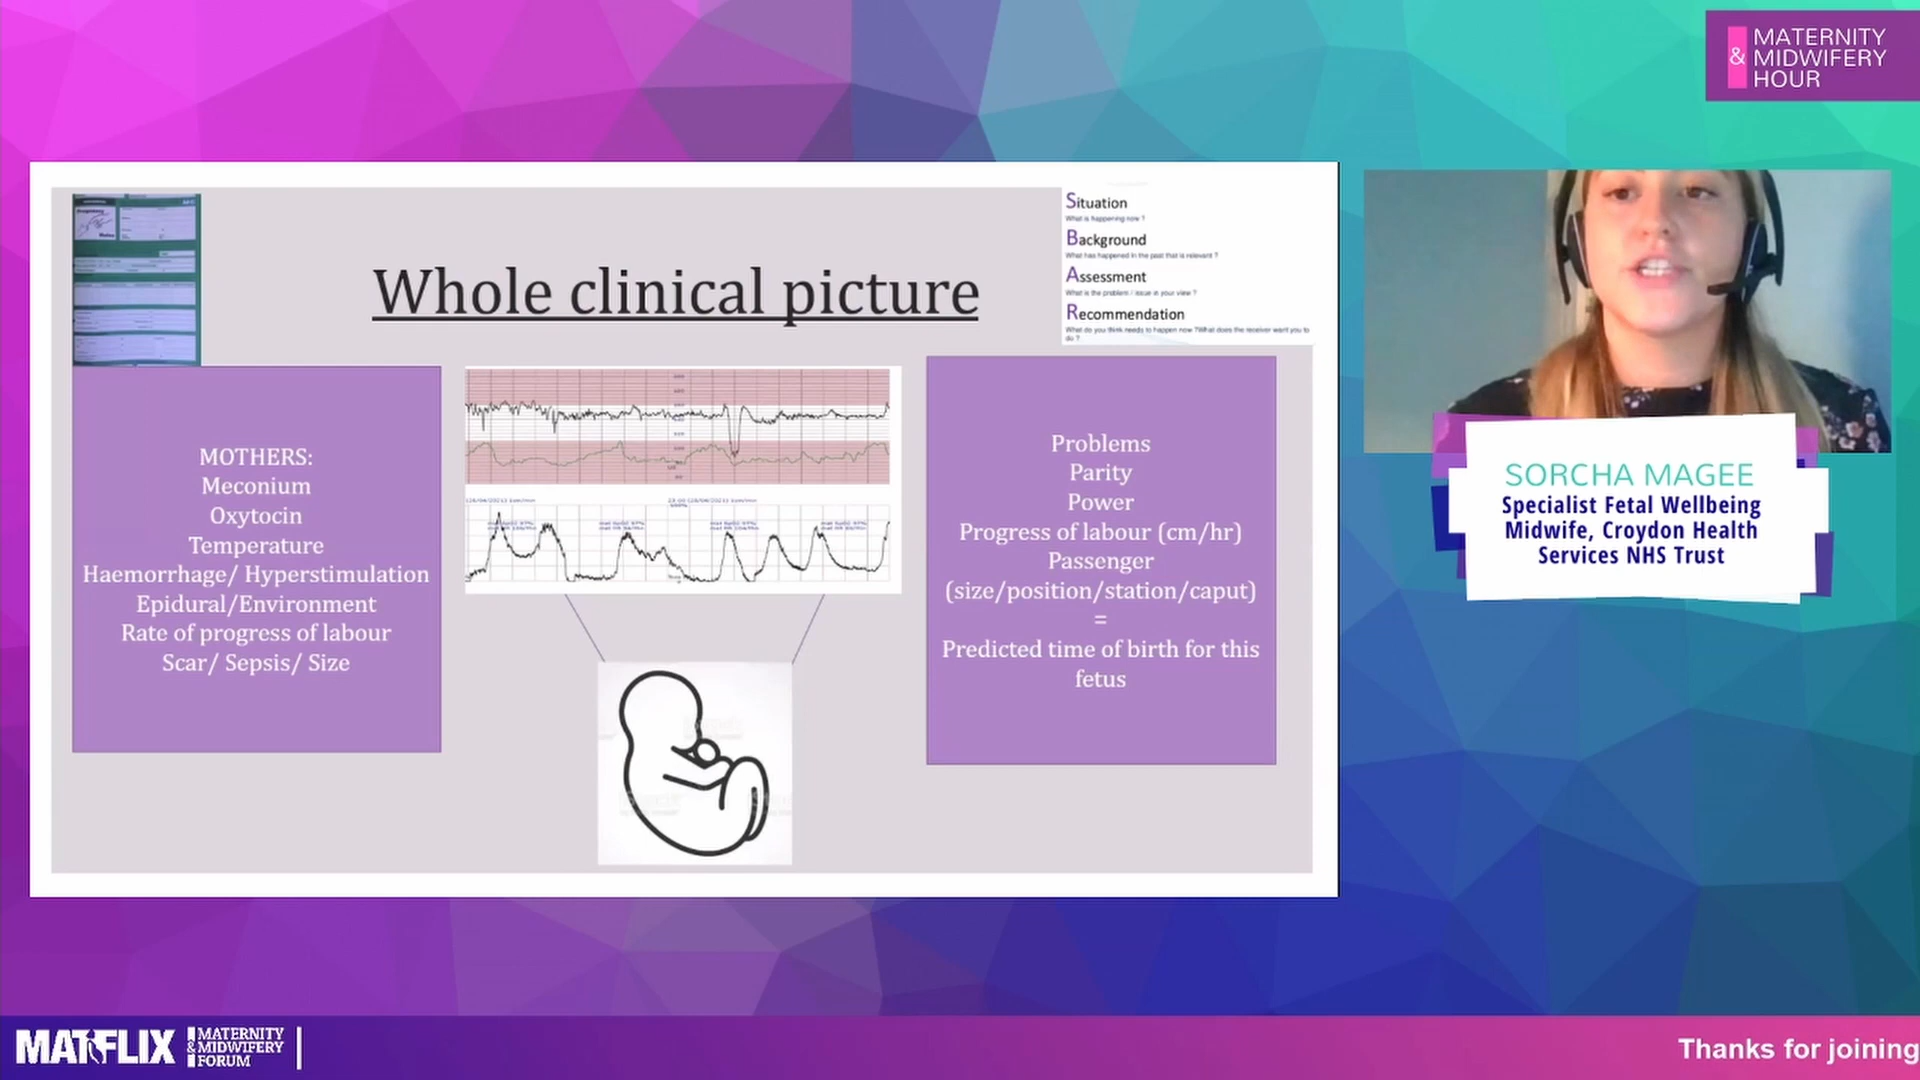 MATERNITY
& MIDWIFERY
HOUR
Situation
What is happening now ?
Background
What has happened in the past that is relevant ?
Assessment
What is the problem / issue in your view ?
Recommendation
What do you think needs to happen now ?What does the receiver want you to
do ?
Whole clinical picture
MOTHERS:
Meconium
Oxytocin
Temperature
Haemorrhage/ Hyperstimulation
Epidural/Environment
Rate of progress of labour
Scar/ Sepsis/ Size
Problems
Parity
Power
Progress of labour (cm/hr)
Passenger
(size/position/station/caput)
=
Predicted time of birth for this
fetus
SORCHA MAGEE
Specialist Fetal Wellbeing
Midwife, Croydon Health
Services NHS Trust
MATFLIX
MATERNITY
& MIDWIFERY
FORUM
Thanks for joining